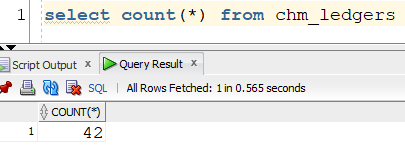 1 select count(*) from chm_ledgers
Script Output x Query Result x
SQL | All Rows Fetched: 1 in 0.565 seconds
COUNT(*)
1 42